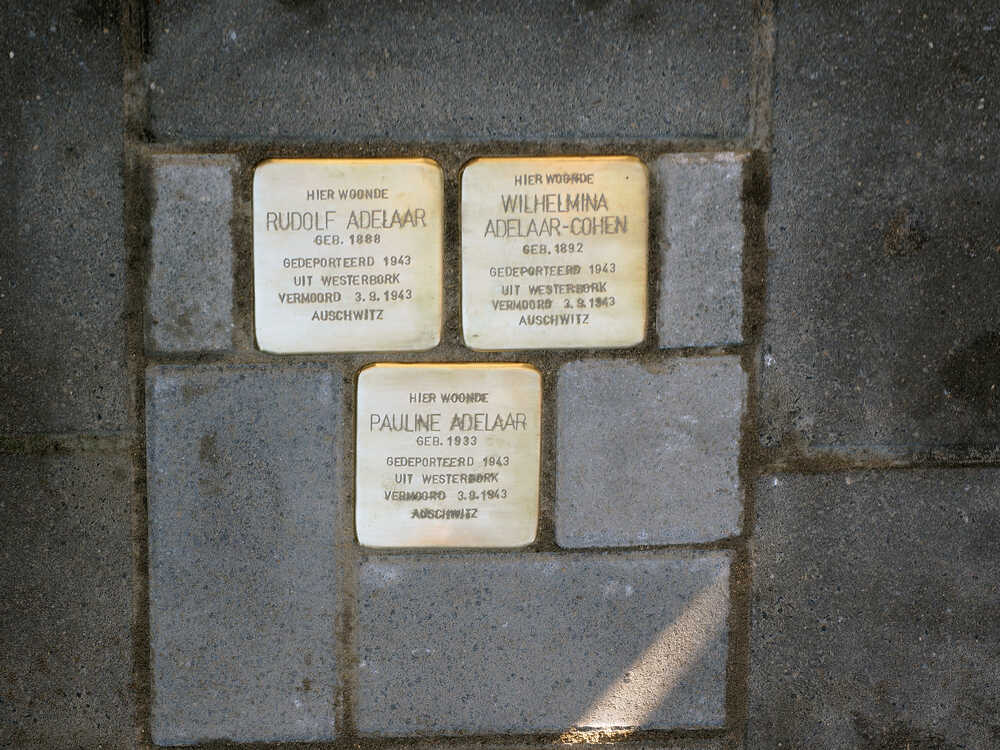 HIER WOONDE
RUDOLF ADELAAR
GEB. 1888
GEDEPORTEERD 1943
UIT WESTERBORK
VERMOORD 3.9.1943
AUSCHWITZ
HIER WOONDE
WILHELMINA
ADELAAR-COHEN
GEB. 1892
GEDEPORTEERD 1943
UIT WESTERBORK
VERMOORD 3.9.1943
AUSCHWITZ
HIER WOONDE
PAULINE ADELAAR
GEB. 1933
GEDEPORTEERD 1943
UIT WESTERBORK
VERMOORD 3.9.1943
AUSCHWITZ